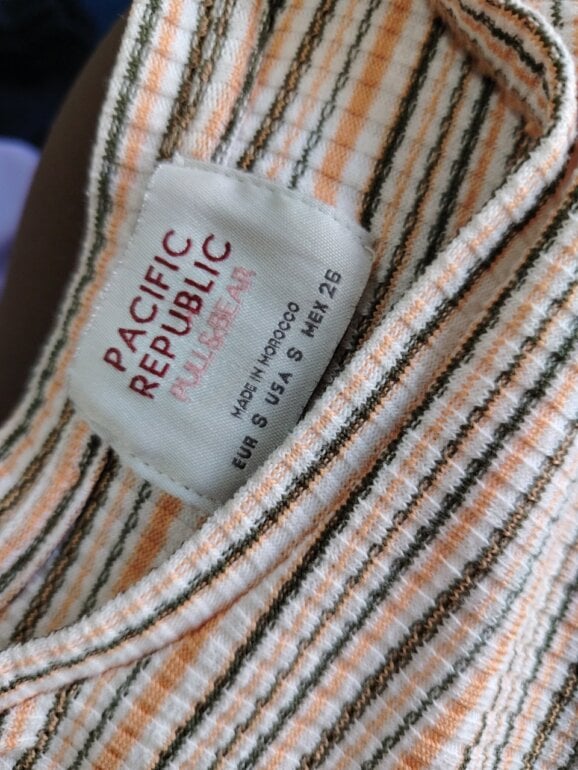 PACIFIC
REPUBLIC
PULL&BEAR
MADE IN MOROCCO
EUR S USA S MEX 26